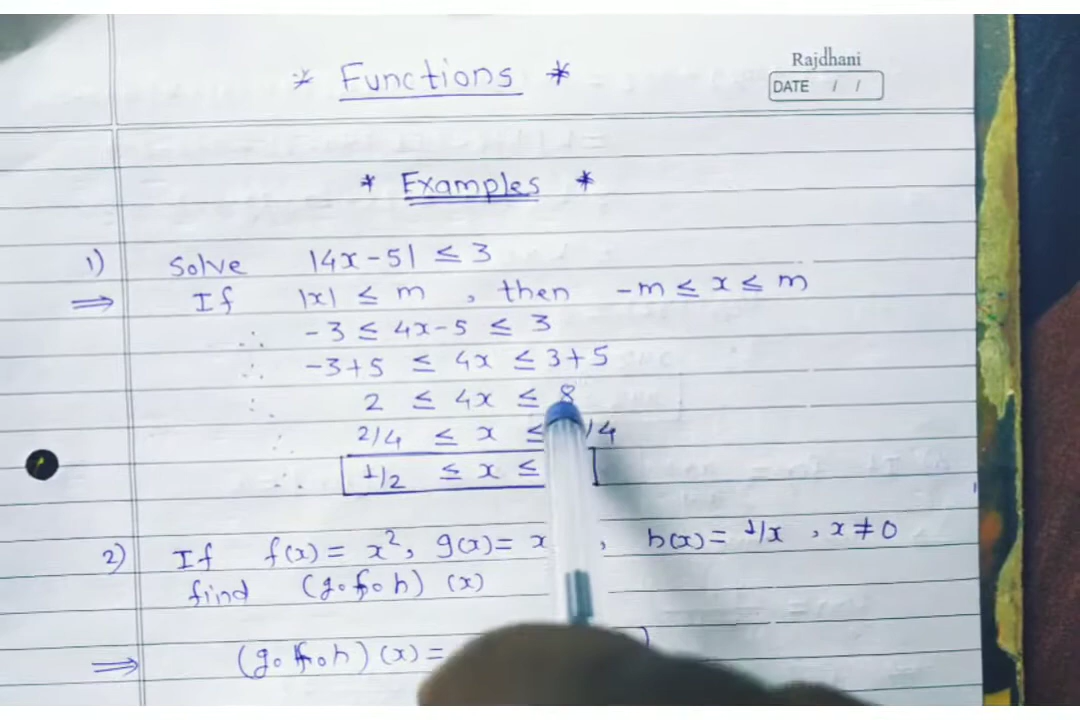 * Functions *
Rajdhani
DATE / /
* Examples *
1) Solve |4x-5| ≤ 3
⇒ If |x| ≤ m , then -m ≤ x ≤ m
∴ -3 ≤ 4x-5 ≤ 3
∴ -3+5 ≤ 4x ≤ 3+5
∴ 2 ≤ 4x ≤ 8
∴ 2/4 ≤ x ≤ /4
∴ 1/2 ≤ x ≤
2) If f(x) = x², g(x) = x , h(x) = 1/x , x ≠ 0
find (gofoh) (x)
⇒ (gofoh) (x) = )